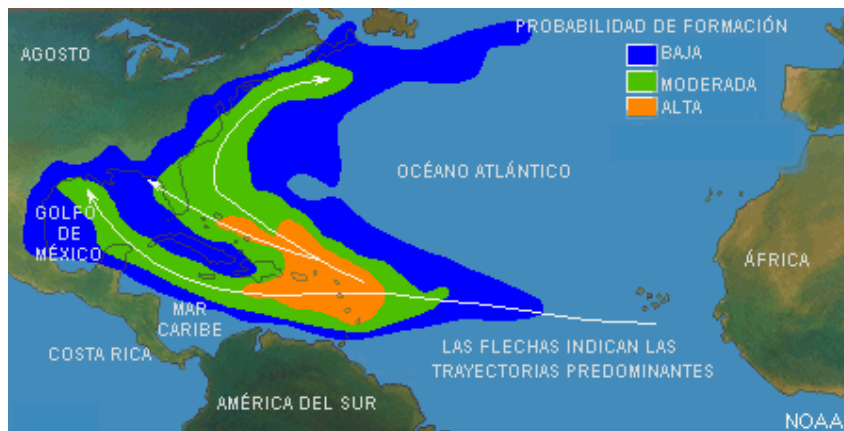 PROBABILIDAD DE FORMACIÓN
AGOSTO
BAJA
MODERADA
ALTA
OCÉANO ATLÁNTICO
GOLFO
DE
MÉXICO
ÁFRICA
MAR
CARIBE
COSTA RICA
LAS FLECHAS INDICAN LAS
TRAYECTORIAS PREDOMINANTES
AMÉRICA DEL SUR
NOAA